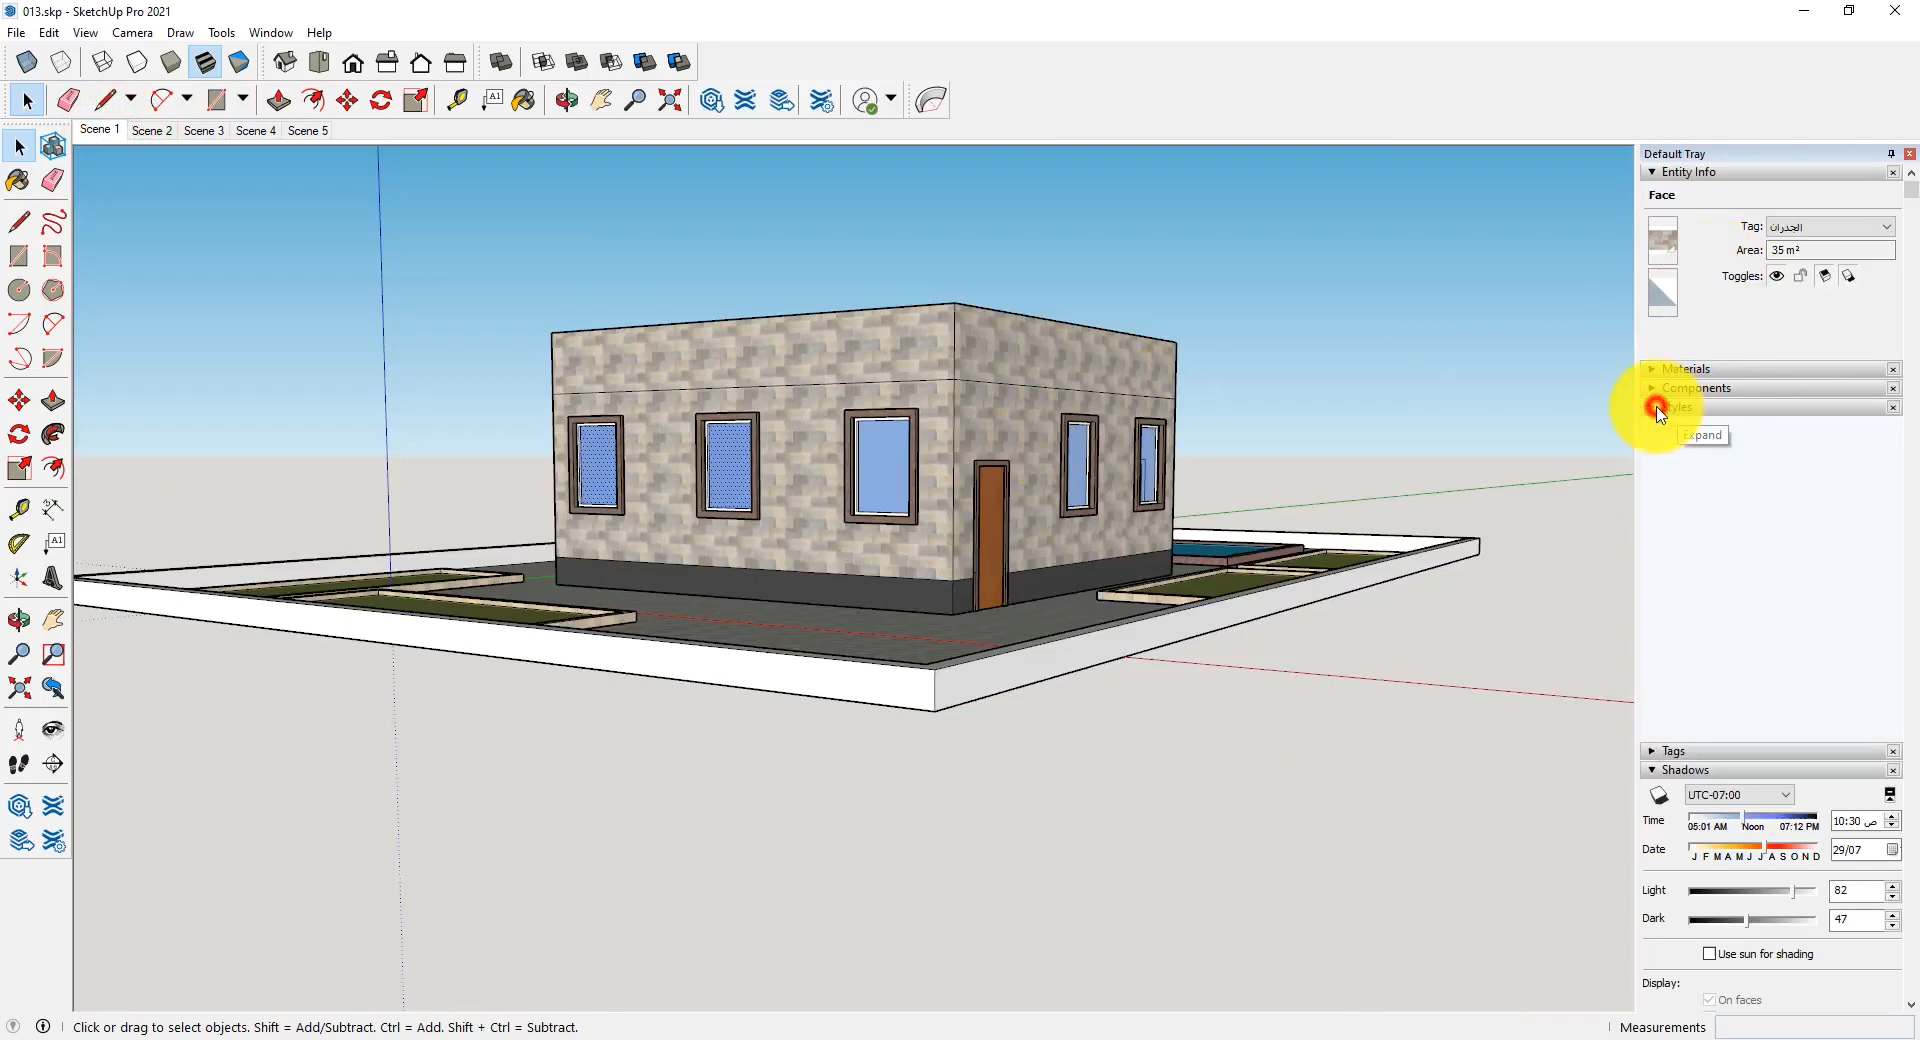 013.skp - SketchUp Pro 2021
File Edit View Camera Draw Tools Window Help
A1
Scene 1 Scene 2 Scene 3 Scene 4 Scene 5
Default Tray
Entity Info
Face
Tag: الجدران
Area: 35 m²
Toggles:
Materials
Components
Expand
A1
Tags
Shadows
UTC-07:00
Time 05:01 AM Noon 07:12 PM 10:30 ص
Date J F M A M J J A S O N D 29/07
Light 82
Dark 47
Use sun for shading
Display:
On faces
Click or drag to select objects. Shift = Add/Subtract. Ctrl = Add. Shift + Ctrl = Subtract.
Measurements